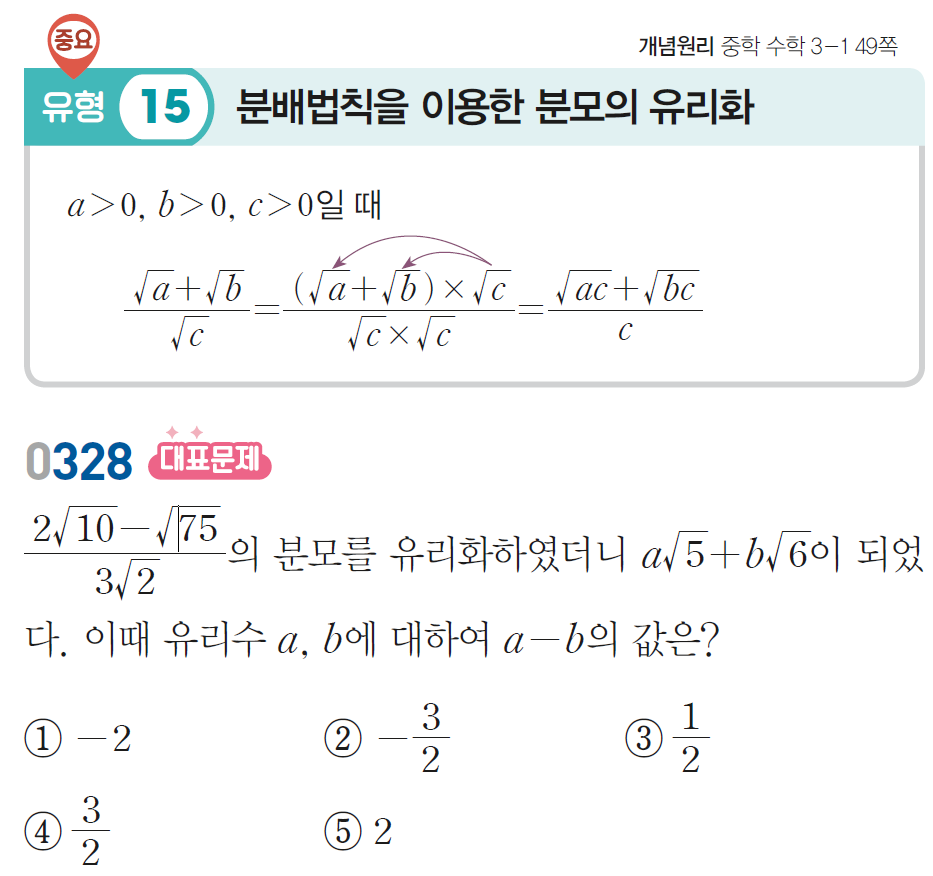 중요
개념원리 중학 수학 3-1 49쪽
유형 15 분배법칙을 이용한 분모의 유리화
a>0, b>0, c>0일 때
(√a+√b)/√c = ((√a+√b)×√c)/(√c×√c) = (√ac+√bc)/c
0328 대표문제
(2√10-√75)/(3√2)의 분모를 유리화하였더니 a√5+b√6이 되었
다. 이때 유리수 a, b에 대하여 a-b의 값은?
① -2 ② -3/2 ③ 1/2
④ 3/2 ⑤ 2